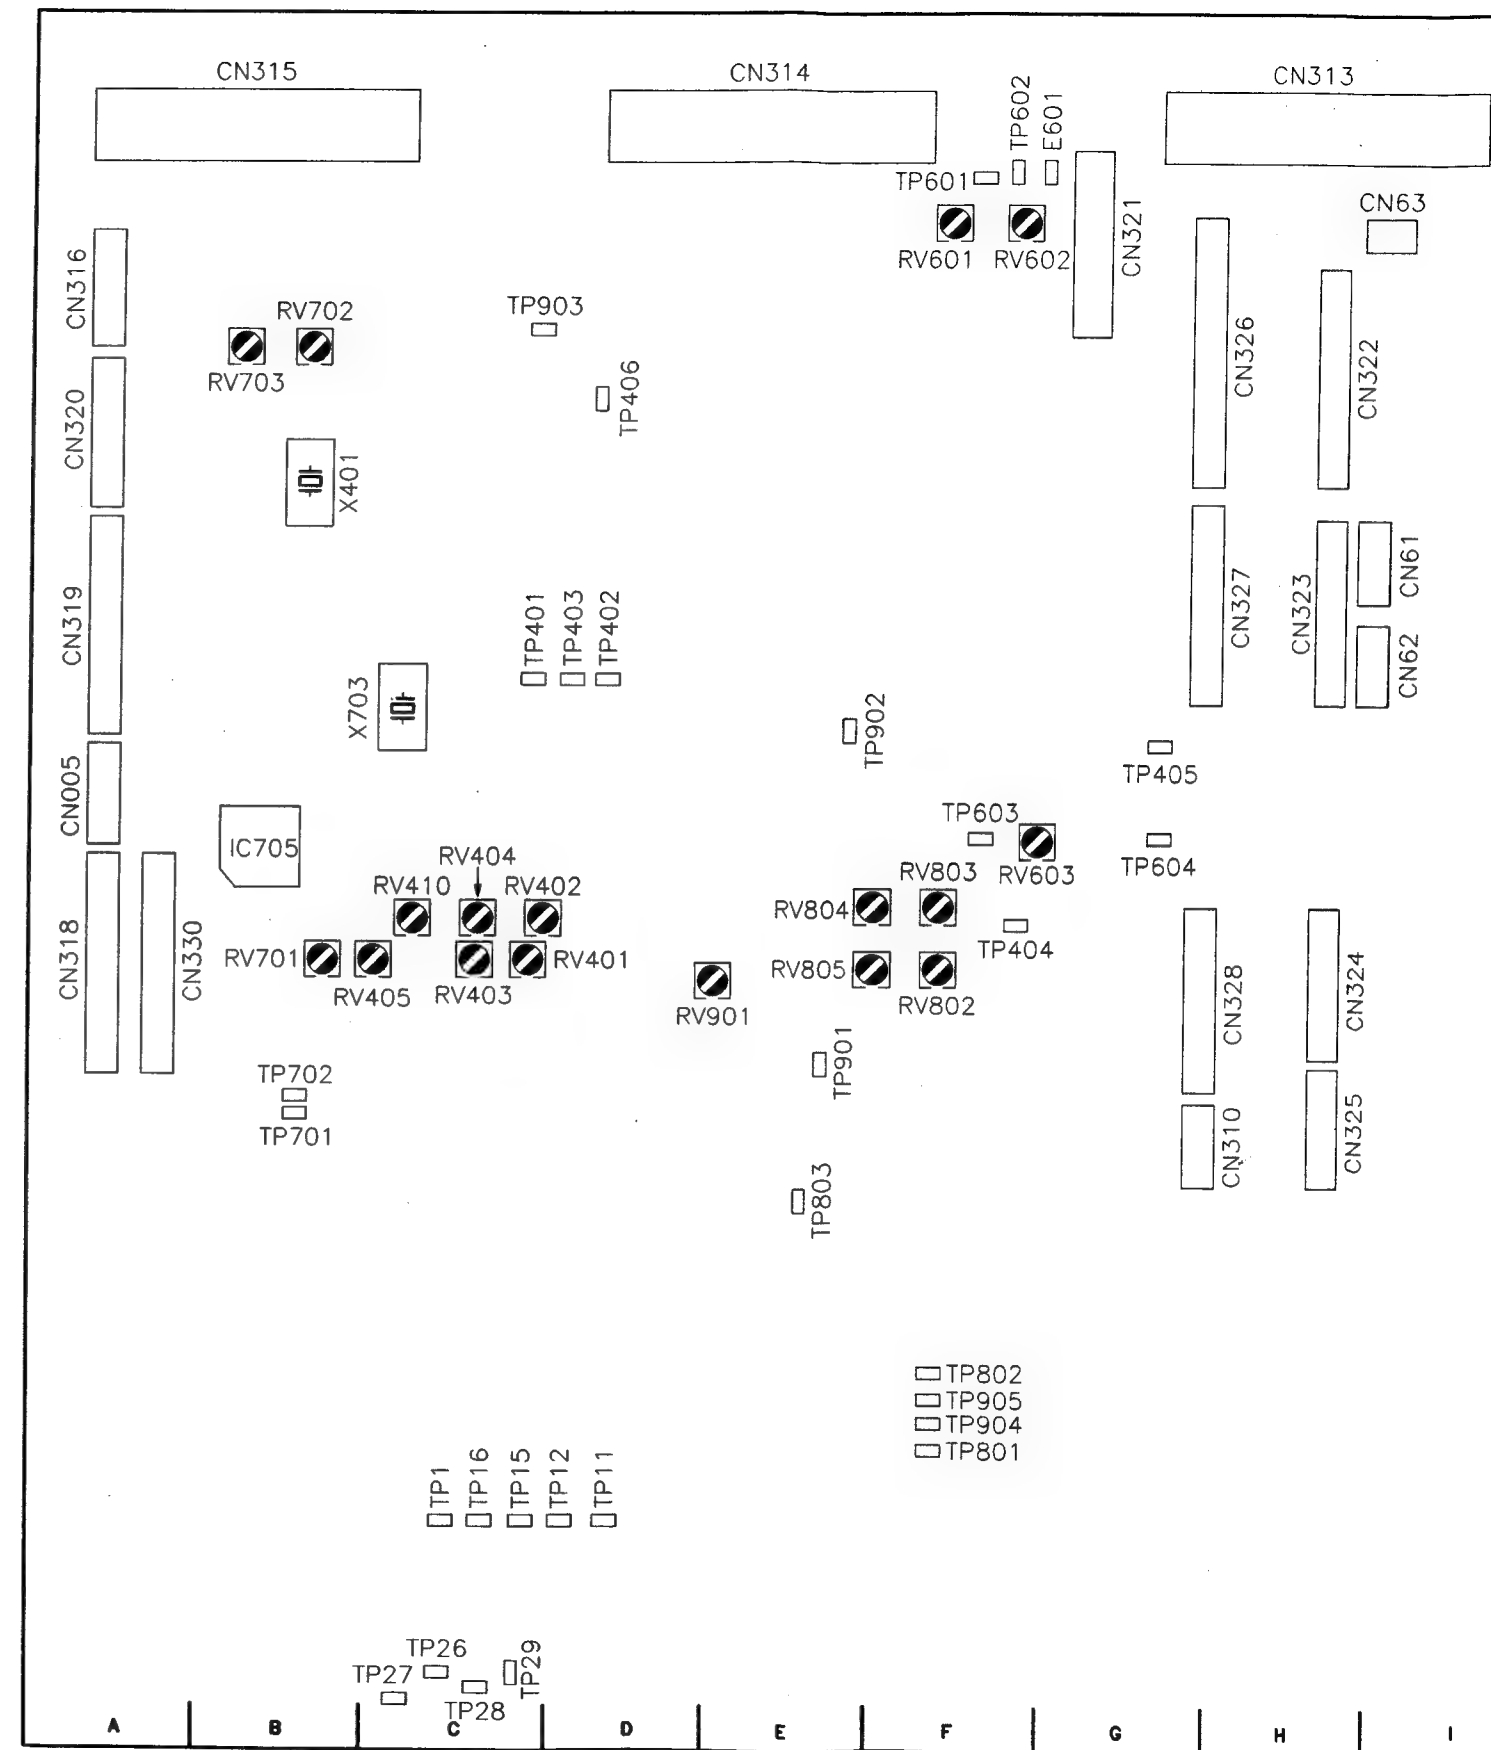 CN315
CN314
CN313
TP602
E601
TP601
CN63
RV601
RV602
CN321
CN316
RV702
TP903
CN326
CN322
RV703
TP406
CN320
X401
CN61
CN319
TP401
TP403
TP402
CN327
CN323
CN62
X703
TP902
TP405
CN005
TP603
IC705
RV404
TP604
RV410
RV402
RV803
RV603
RV804
CN318
CN330
RV701
RV401
TP404
RV405
RV403
RV805
RV802
RV901
CN328
CN324
TP901
TP702
TP701
CN310
CN325
TP803
TP802
TP905
TP904
TP801
TP1
TP16
TP15
TP12
TP11
TP26
TP29
TP27
TP28
A B C D E F G H I